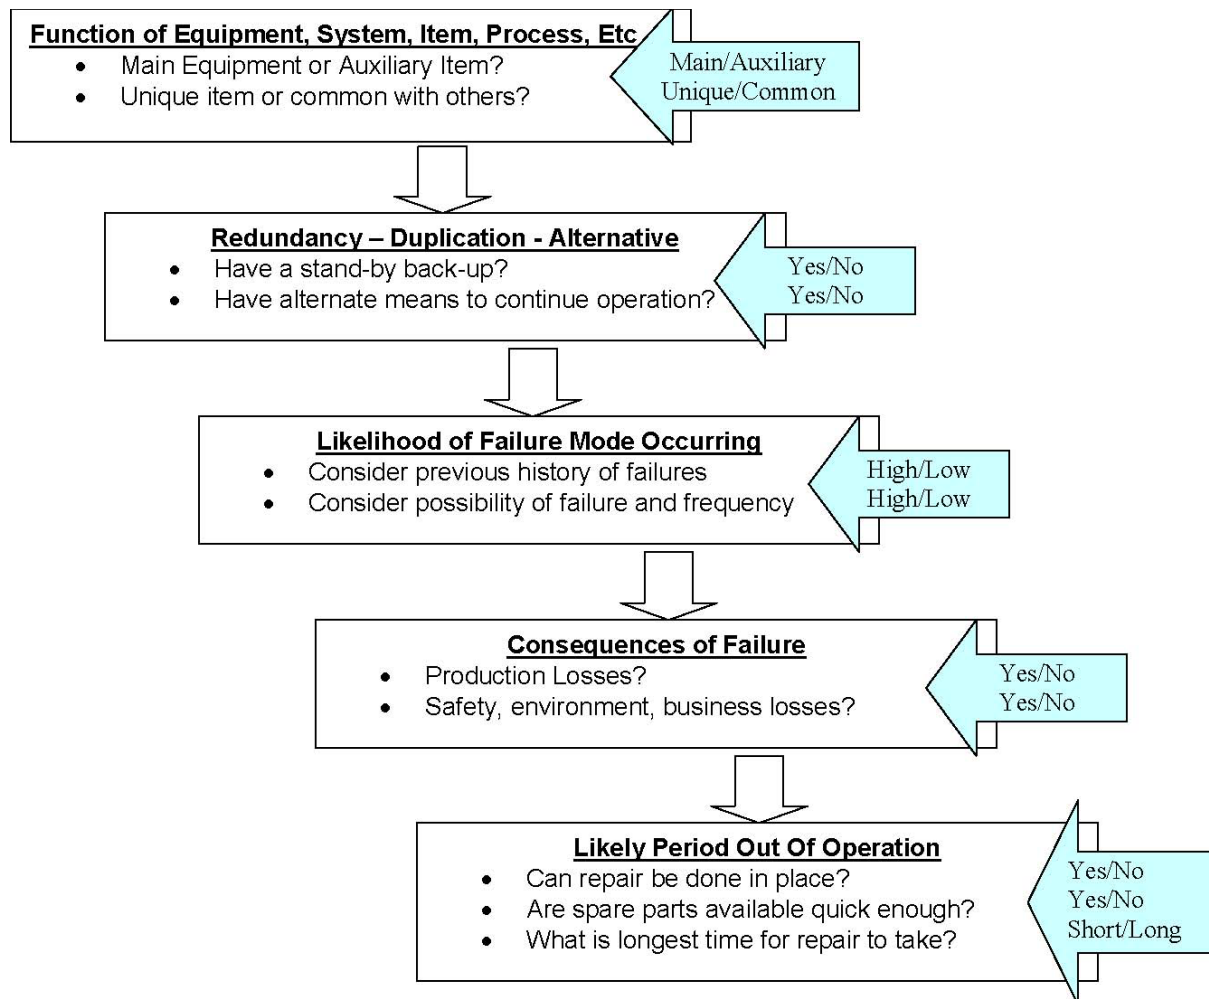 Function of Equipment, System, Item, Process, Etc
• Main Equipment or Auxiliary Item?
• Unique item or common with others?
Main/Auxiliary
Unique/Common
Redundancy – Duplication - Alternative
• Have a stand-by back-up?
• Have alternate means to continue operation?
Yes/No
Yes/No
Likelihood of Failure Mode Occurring
• Consider previous history of failures
• Consider possibility of failure and frequency
High/Low
High/Low
Consequences of Failure
• Production Losses?
• Safety, environment, business losses?
Yes/No
Yes/No
Likely Period Out Of Operation
• Can repair be done in place?
• Are spare parts available quick enough?
• What is longest time for repair to take?
Yes/No
Yes/No
Short/Long